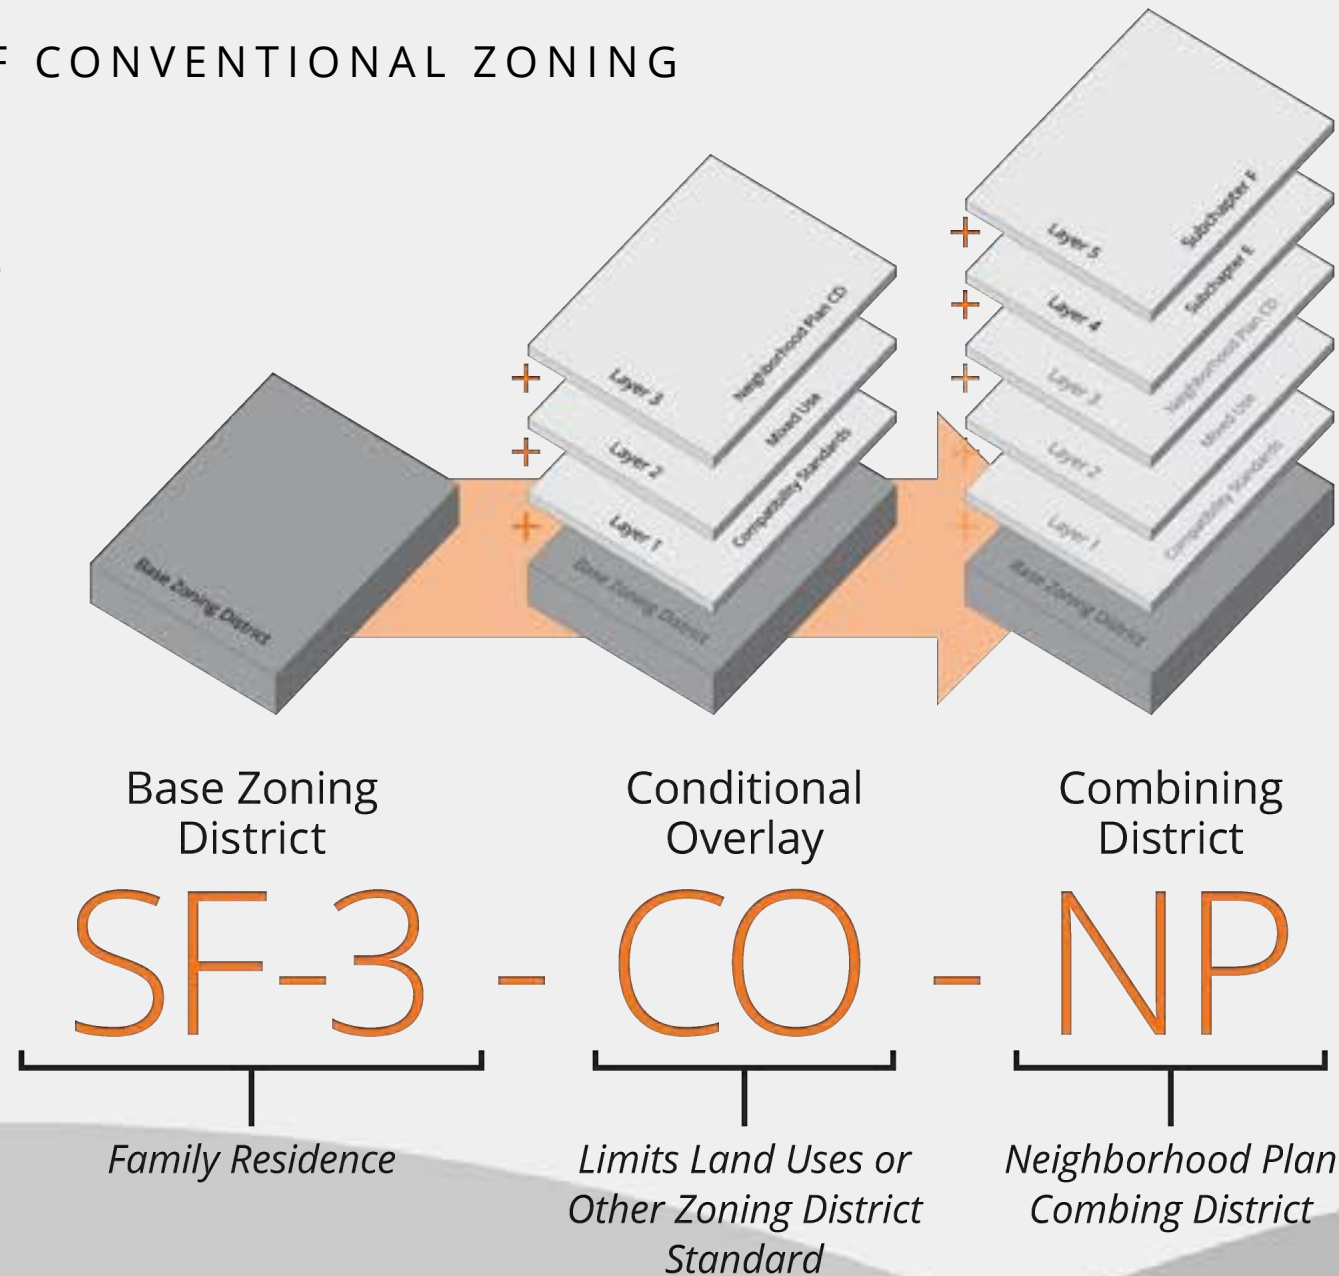 F CONVENTIONAL ZONING
Base Zoning District
Layer 3
Neighborhood Plan CD
Layer 2
Mixed Use
Layer 1
Compatibility Standards
Base Zoning District
Layer 5
Subchapter F
Layer 4
Subchapter E
Layer 3
Neighborhood Plan CD
Layer 2
Mixed Use
Layer 1
Compatibility Standards
Base Zoning District
Base Zoning
District
Conditional
Overlay
Combining
District
SF-3 - CO - NP
Family Residence
Limits Land Uses or
Other Zoning District
Standard
Neighborhood Plan
Combing District